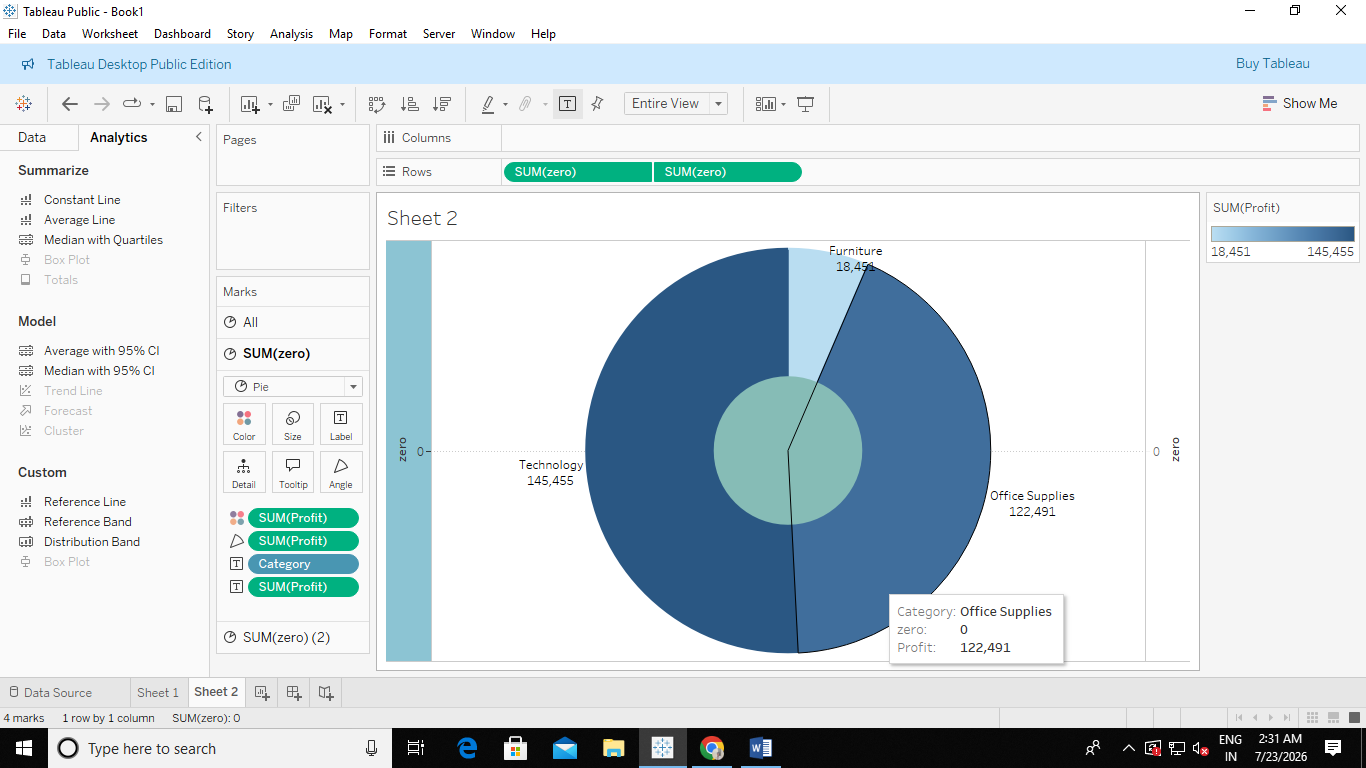 Tableau Public - Book1
File Data Worksheet Dashboard Story Analysis Map Format Server Window Help
Tableau Desktop Public Edition
Buy Tableau
Entire View
Show Me
Data
Analytics
Summarize
Constant Line
Average Line
Median with Quartiles
Box Plot
Totals
Model
Average with 95% CI
Median with 95% CI
Trend Line
Forecast
Cluster
Custom
Reference Line
Reference Band
Distribution Band
Box Plot
Pages
Filters
Marks
All
SUM(zero)
Pie
Color Size Label
Detail Tooltip Angle
SUM(Profit)
SUM(Profit)
Category
SUM(Profit)
SUM(zero) (2)
Columns
Rows
SUM(zero) SUM(zero)
Sheet 2
zero
0
Furniture
18,451
Technology
145,455
Office Supplies
122,491
0
zero
Category: Office Supplies
zero: 0
Profit: 122,491
SUM(Profit)
18,451 145,455
Data Source Sheet 1 Sheet 2
4 marks 1 row by 1 column SUM(zero): 0
Type here to search
ENG
IN
2:31 AM
7/23/2026